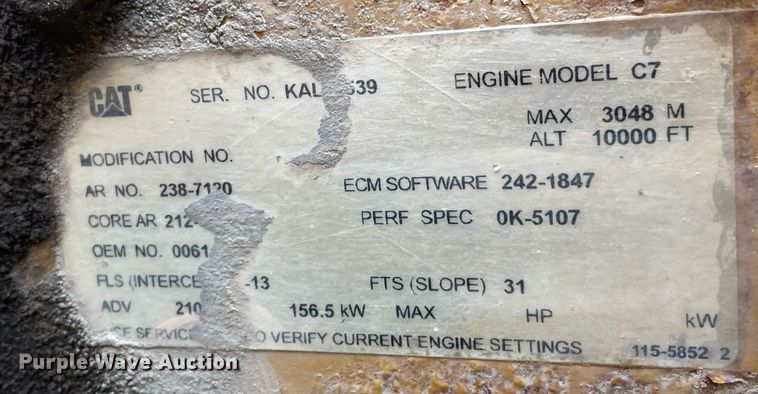 CAT® SER. NO. KAL 539 ENGINE MODEL C7
MAX 3048 M
ALT 10000 FT
MODIFICATION NO.
AR NO. 238-7120 ECM SOFTWARE 242-1847
CORE AR 212- PERF SPEC 0K-5107
OEM NO. 0061
FLS (INTERCE -13 FTS (SLOPE) 31
ADV 210 156.5 kW MAX HP kW
SERVIC O VERIFY CURRENT ENGINE SETTINGS 115-5852 2
Purple Wave Auction